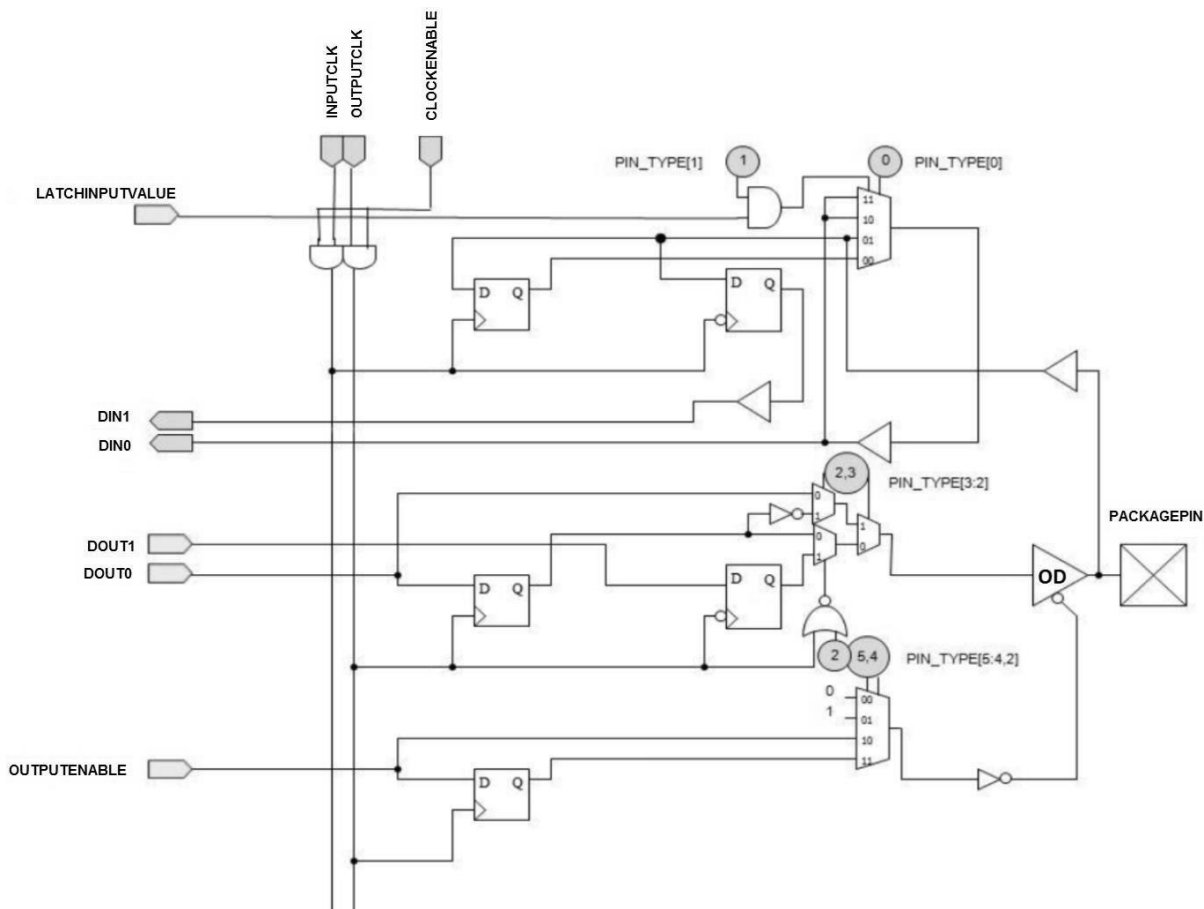 INPUTCLK
OUTPUTCLK
CLOCKENABLE
PIN_TYPE[1]
1
0
PIN_TYPE[0]
LATCHINPUTVALUE
11
10
01
00
D Q
D Q
DIN1
DIN0
2,3
PIN_TYPE[3:2]
0
1
1
0
0
1
PACKAGEPIN
DOUT1
DOUT0
D Q
D Q
OD
2
5,4
PIN_TYPE[5:4,2]
0
1
00
01
10
11
OUTPUTENABLE
D Q